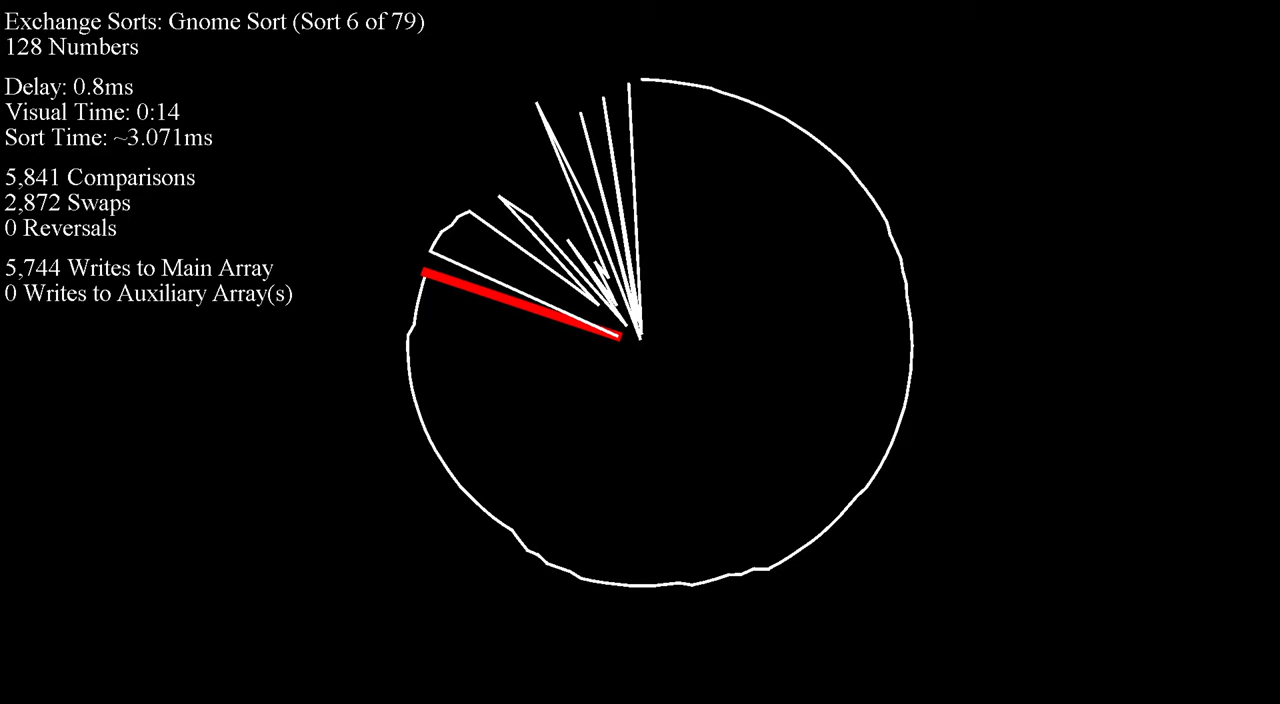 Exchange Sorts: Gnome Sort (Sort 6 of 79)
128 Numbers
Delay: 0.8ms
Visual Time: 0:14
Sort Time: ~3.071ms
5,841 Comparisons
2,872 Swaps
0 Reversals
5,744 Writes to Main Array
0 Writes to Auxiliary Array(s)